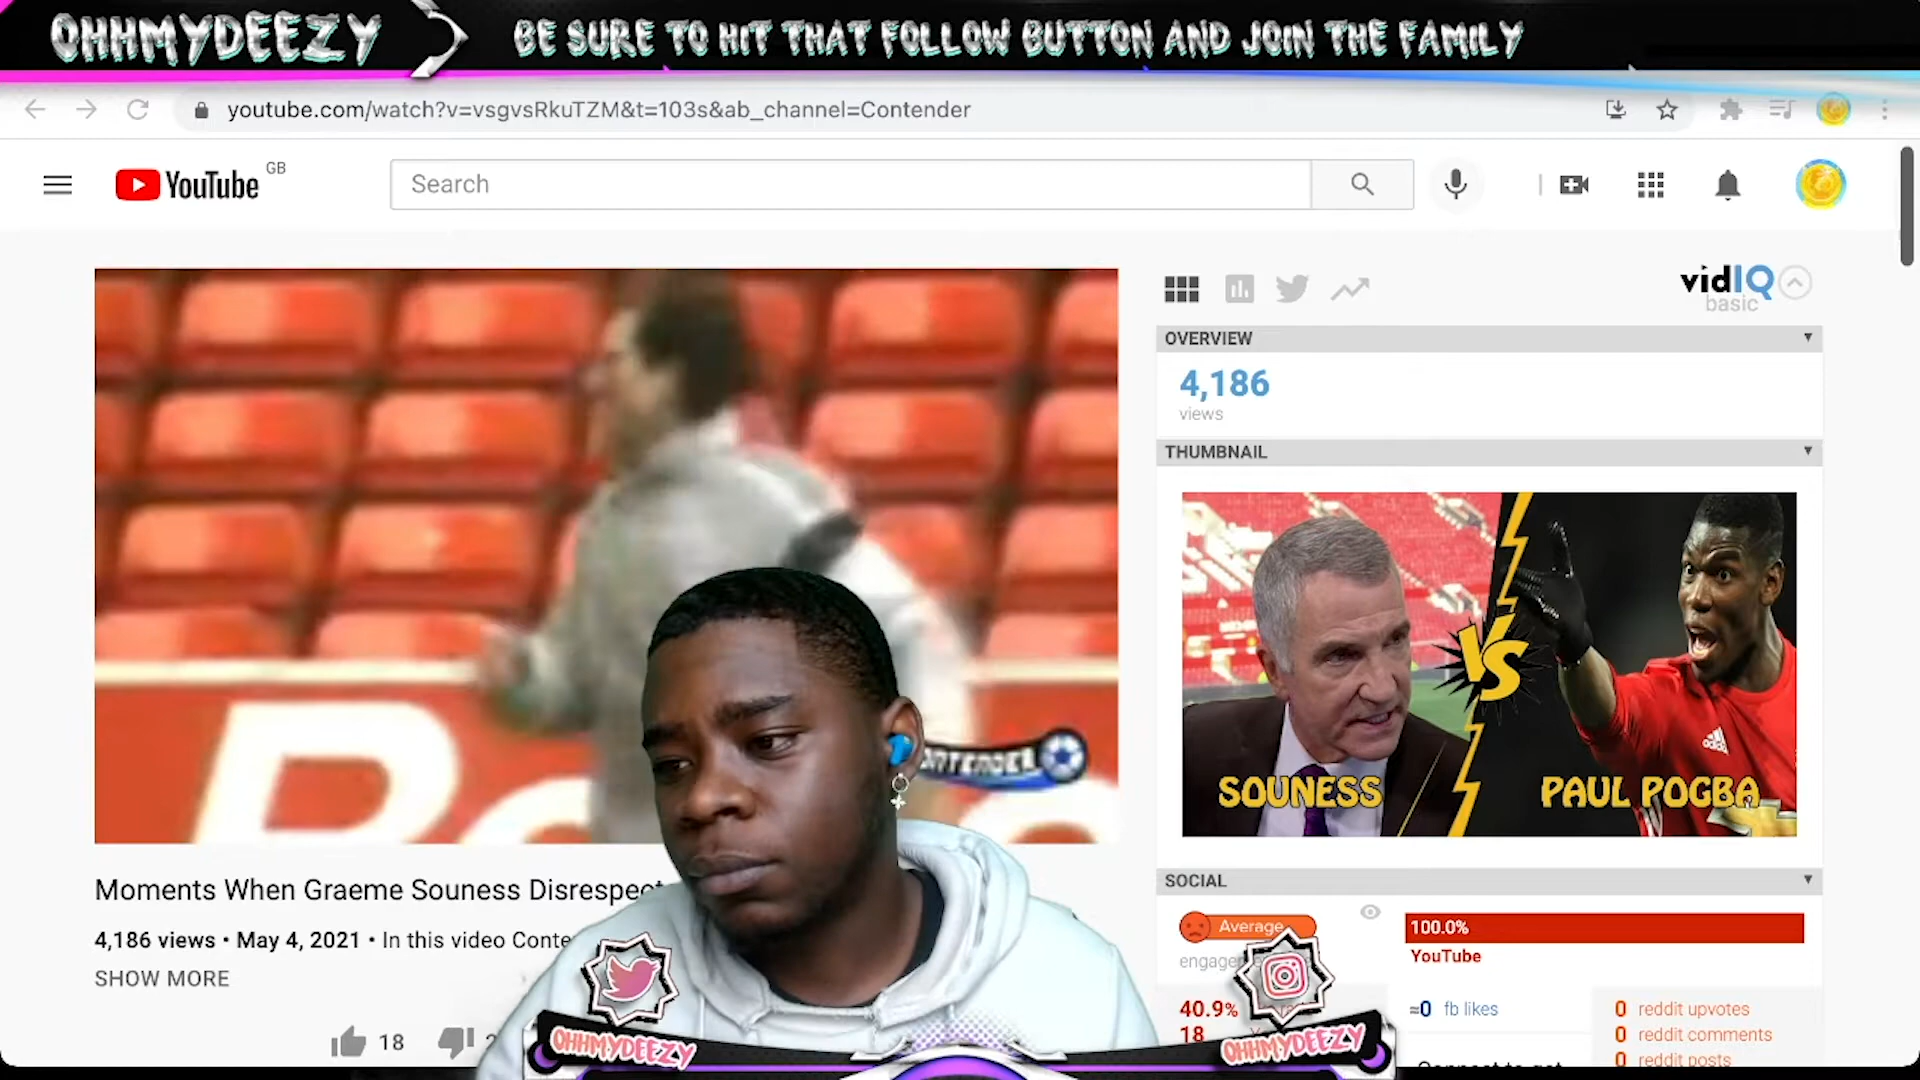 OHHMYDEEZY
BE SURE TO HIT THAT FOLLOW BUTTON AND JOIN THE FAMILY
youtube.com/watch?v=vsgvsRkuTZM&t=103s&ab_channel=Contender
YouTube GB
Search
vidIQ
basic
OVERVIEW
4,186
views
THUMBNAIL
VS
SOUNESS
PAUL POGBA
Moments When Graeme Souness Disrespect
4,186 views • May 4, 2021 • In this video Conte
SHOW MORE
18
SOCIAL
Average
100.0%
YouTube
40.9%
18
≈0 fb likes
0 reddit upvotes
0 reddit comments
0 reddit posts
OHHMYDEEZY
OHHMYDEEZY